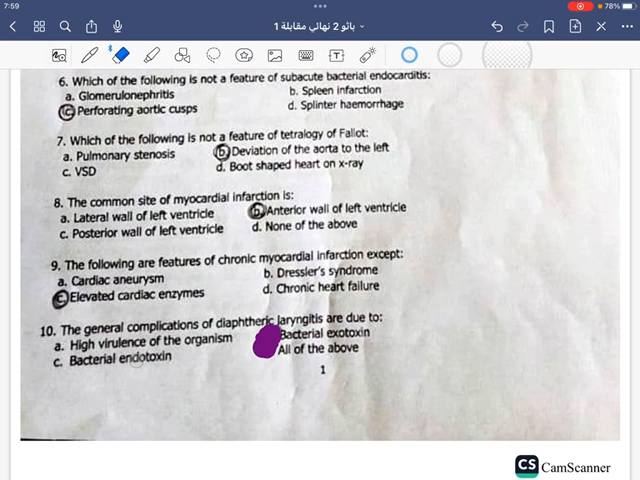 7:59
78%
باثو 2 نهائي مقابلة 1
6. Which of the following is not a feature of subacute bacterial endocarditis:
a. Glomerulonephritis b. Spleen infarction
c. Perforating aortic cusps d. Splinter haemorrhage
7. Which of the following is not a feature of tetralogy of Fallot:
a. Pulmonary stenosis b. Deviation of the aorta to the left
c. VSD d. Boot shaped heart on x-ray
8. The common site of myocardial infarction is:
a. Lateral wall of left ventricle b. Anterior wall of left ventricle
c. Posterior wall of left ventricle d. None of the above
9. The following are features of chronic myocardial infarction except:
a. Cardiac aneurysm b. Dressler's syndrome
c. Elevated cardiac enzymes d. Chronic heart failure
10. The general complications of diaphtheric laryngitis are due to:
a. High virulence of the organism Bacterial exotoxin
c. Bacterial endotoxin All of the above
1
CS CamScanner